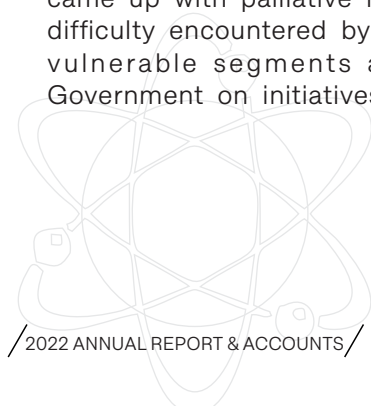 came up with palliative
difficulty encountered by
vulnerable segments
Government on initiatives
/2022 ANNUAL REPORT & ACCOUNTS/